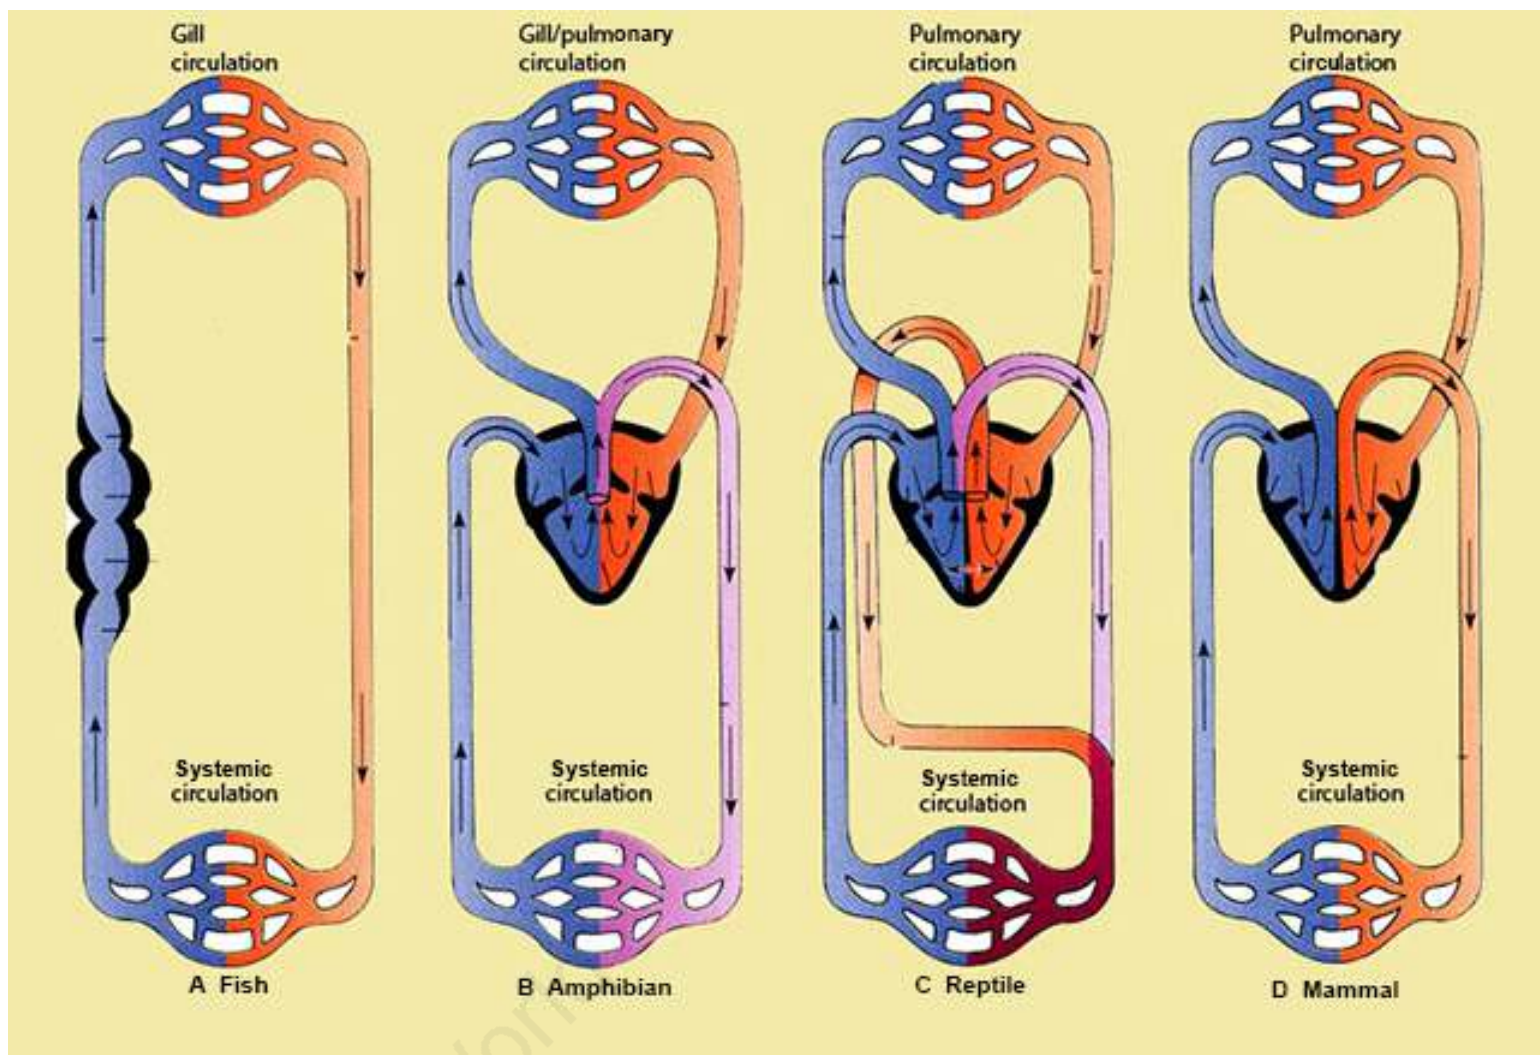 Gill
circulation
Gill/pulmonary
circulation
Pulmonary
circulation
Pulmonary
circulation
Systemic
circulation
Systemic
circulation
Systemic
circulation
Systemic
circulation
A Fish
B Amphibian
C Reptile
D Mammal